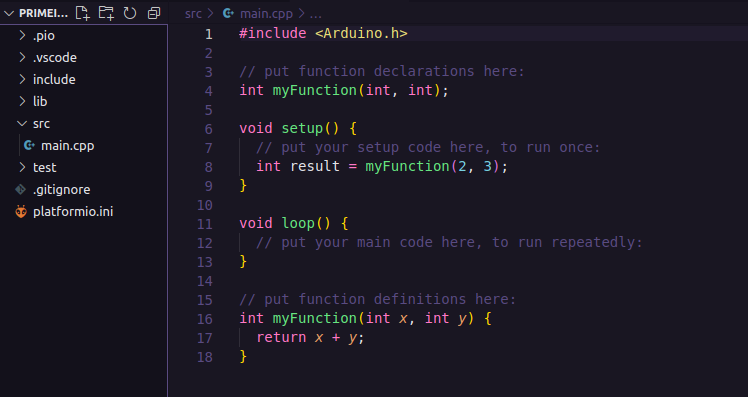 PRIMEI...
.pio
.vscode
include
lib
src
main.cpp
test
.gitignore
platformio.ini
src > main.cpp > ...
1 #include <Arduino.h>
2
3 // put function declarations here:
4 int myFunction(int, int);
5
6 void setup() {
7   // put your setup code here, to run once:
8   int result = myFunction(2, 3);
9 }
10
11 void loop() {
12   // put your main code here, to run repeatedly:
13 }
14
15 // put function definitions here:
16 int myFunction(int x, int y) {
17   return x + y;
18 }